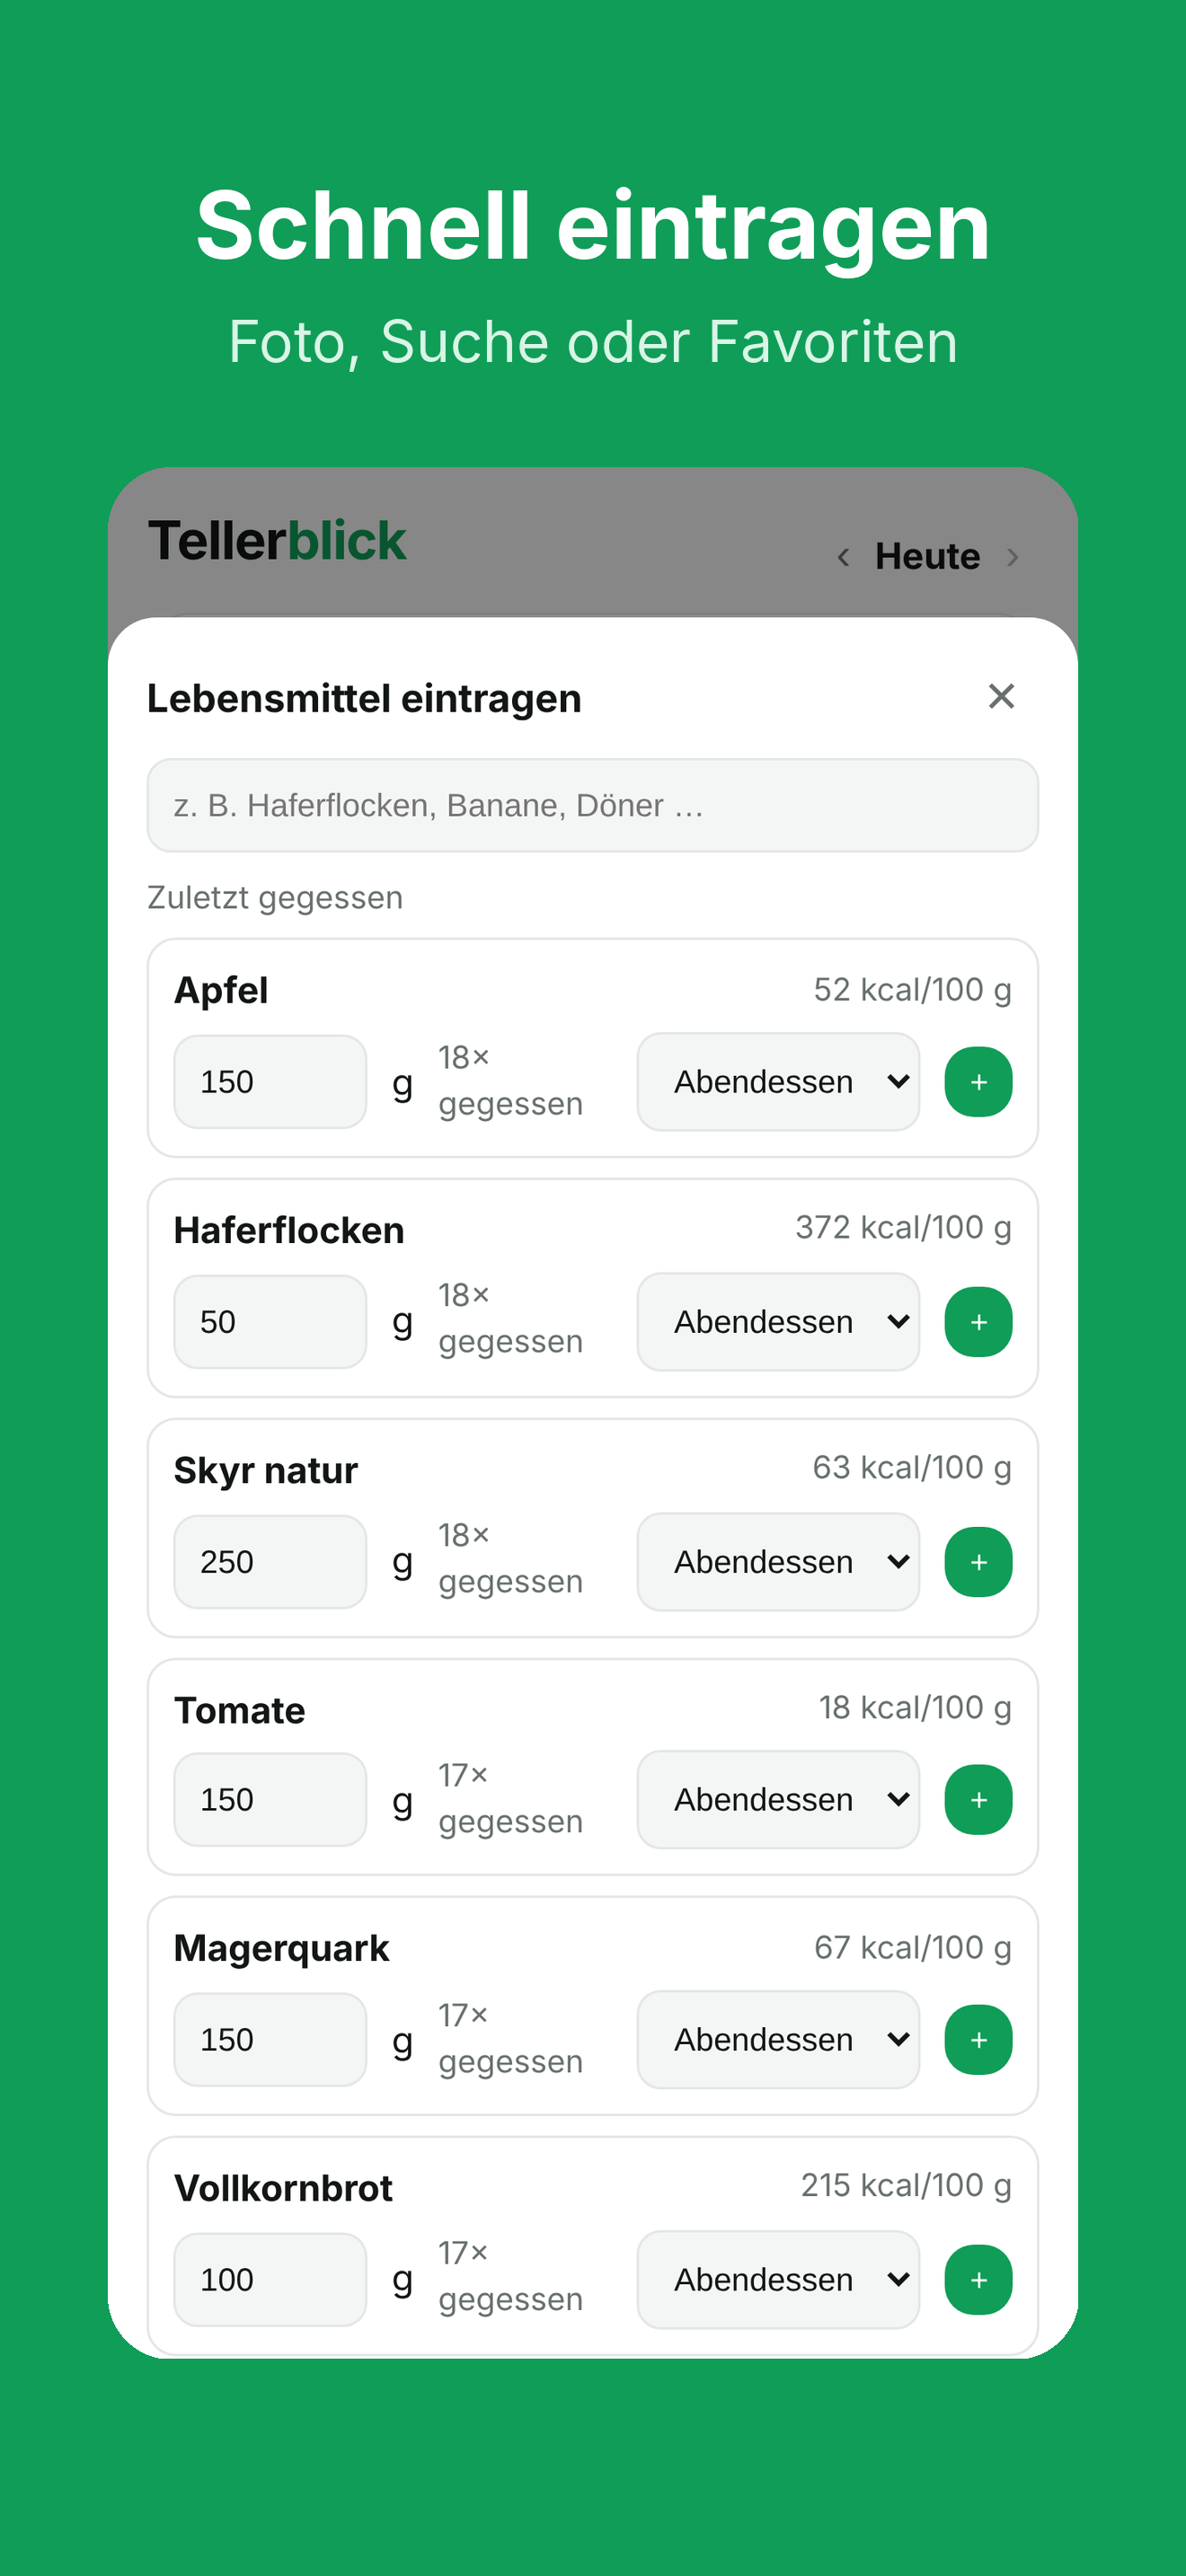 Schnell eintragen
Foto, Suche oder Favoriten
Tellerblick
‹ Heute ›
Lebensmittel eintragen ✕
z. B. Haferflocken, Banane, Döner …
Zuletzt gegessen
Apfel 52 kcal/100 g
150 g 18× gegessen Abendessen +
Haferflocken 372 kcal/100 g
50 g 18× gegessen Abendessen +
Skyr natur 63 kcal/100 g
250 g 18× gegessen Abendessen +
Tomate 18 kcal/100 g
150 g 17× gegessen Abendessen +
Magerquark 67 kcal/100 g
150 g 17× gegessen Abendessen +
Vollkornbrot 215 kcal/100 g
100 g 17× gegessen Abendessen +